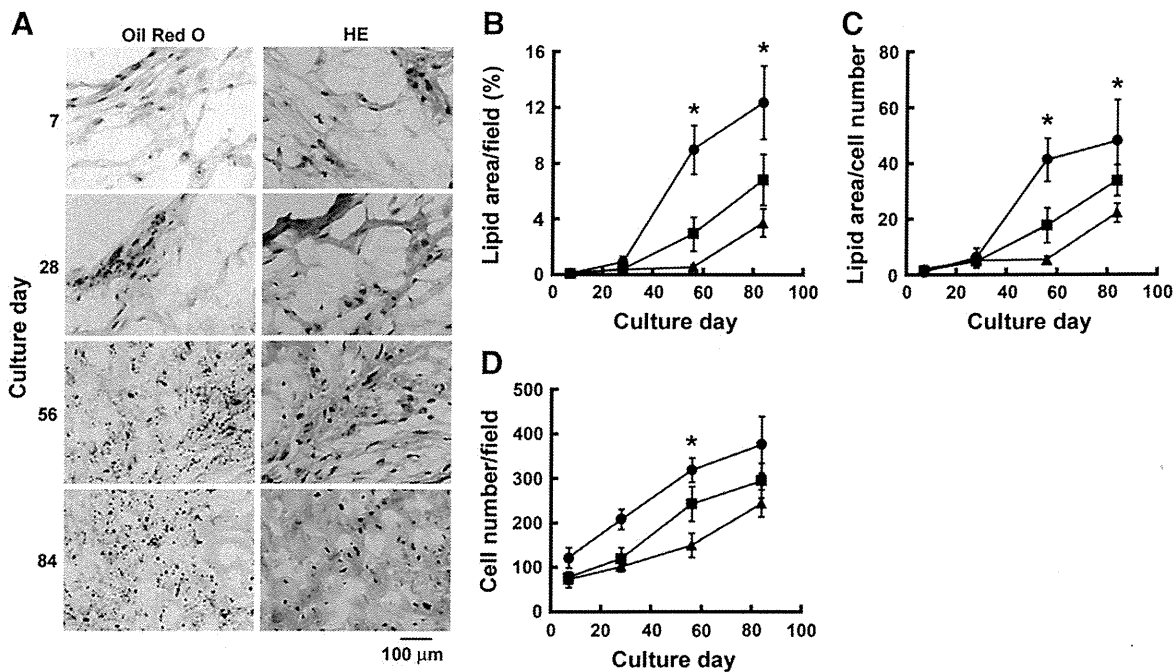 A
Oil Red O HE
Culture day
7
28
56
84
100 μm
B
Lipid area/field (%)
16
12
8
4
0
* *
0 20 40 60 80 100
Culture day
C
Lipid area/cell number
80
60
40
20
0
* *
0 20 40 60 80 100
Culture day
D
Cell number/field
500
400
300
200
100
0
*
0 20 40 60 80 100
Culture day